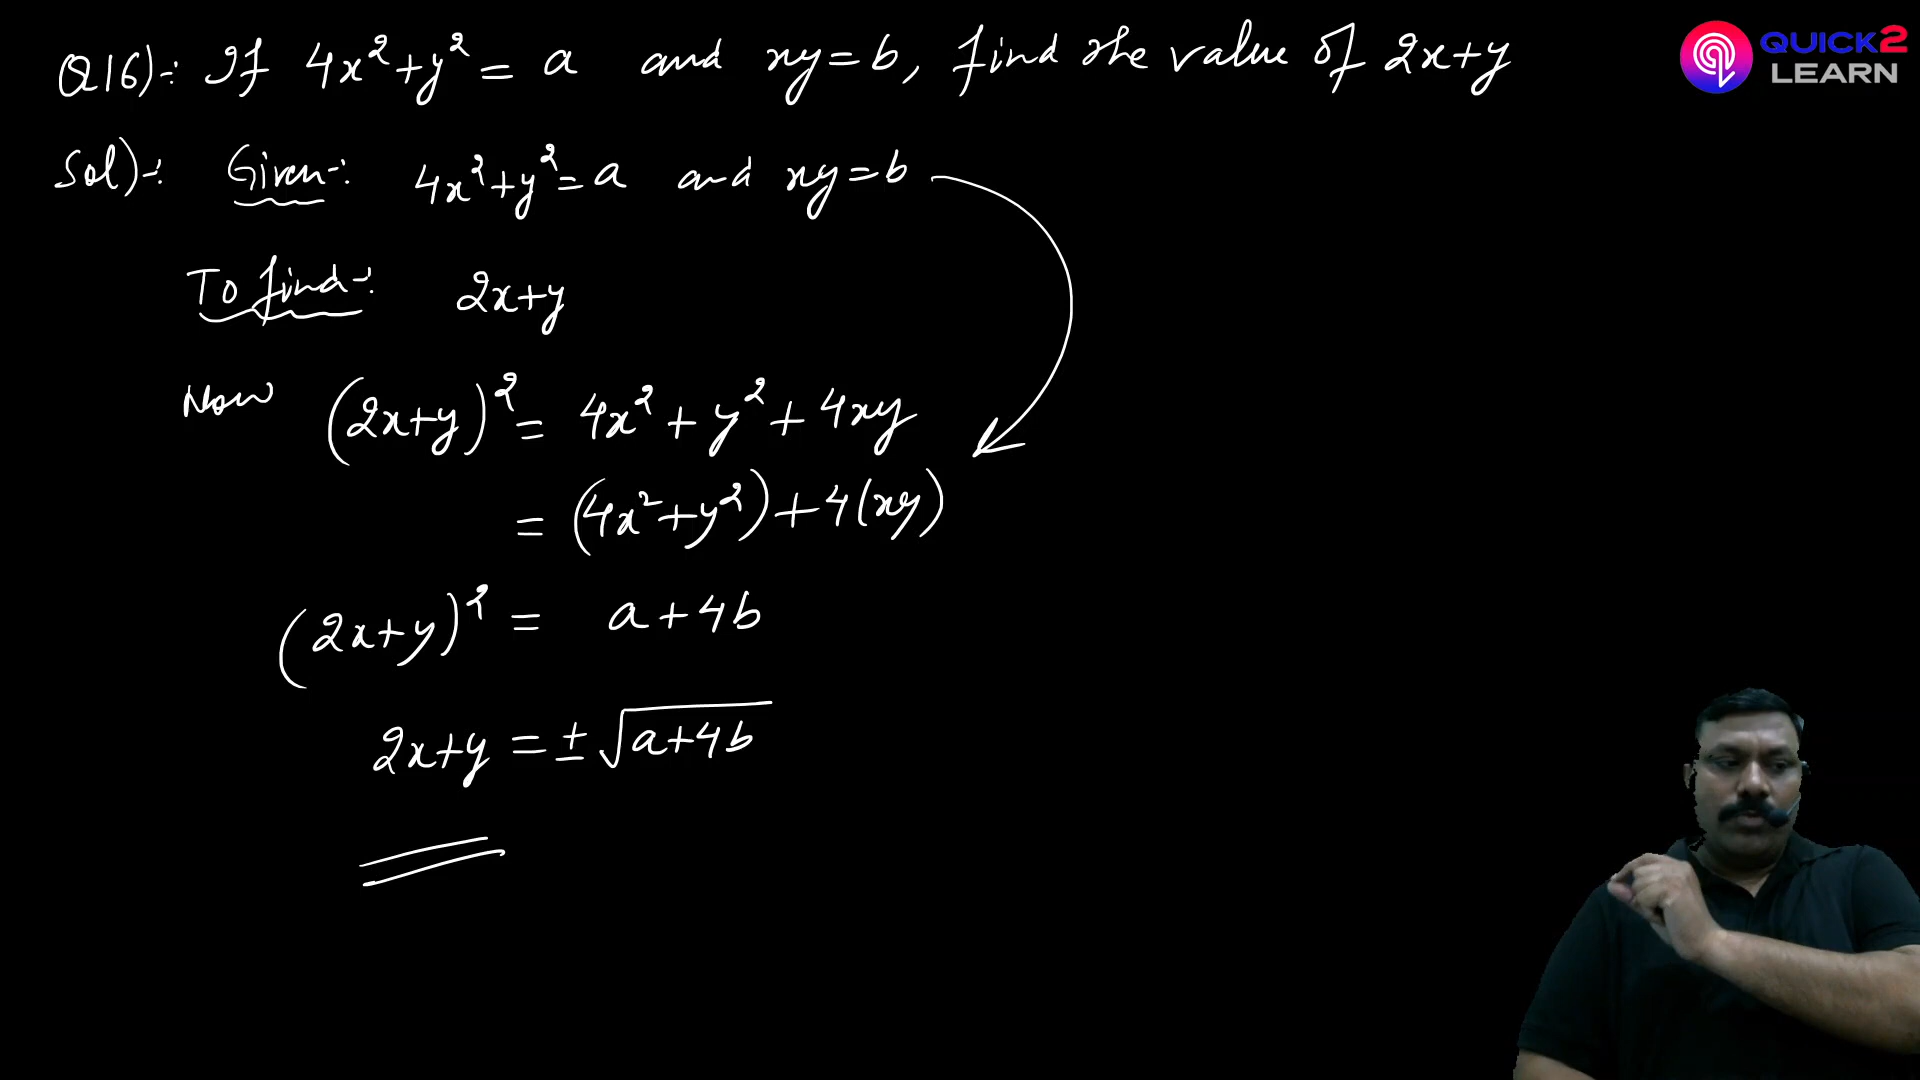 Q16):- If 4x²+y² = a and xy=b, find the value of 2x+y
QUICK2
LEARN
Sol):- Given:- 4x²+y²=a and xy=b
To find:- 2x+y
Now (2x+y)² = 4x² + y² + 4xy
= (4x²+y²)+4(xy)
(2x+y)² = a+4b
2x+y = ± √a+4b